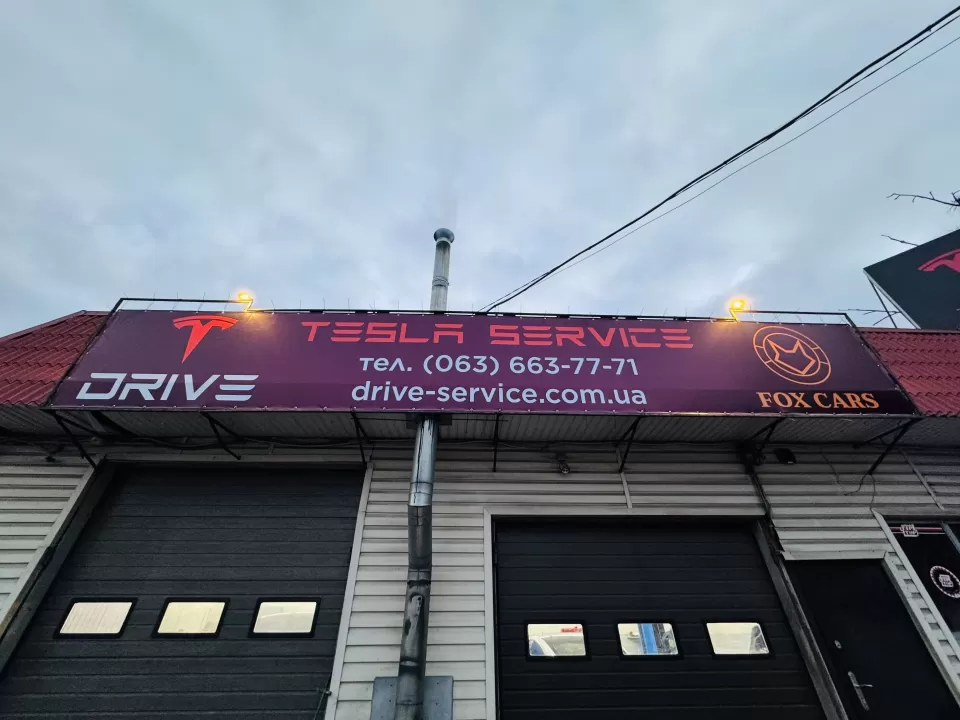 TESLA SERVICE
тел. (063) 663-77-71
drive-service.com.ua
DRIVE
FOX CARS